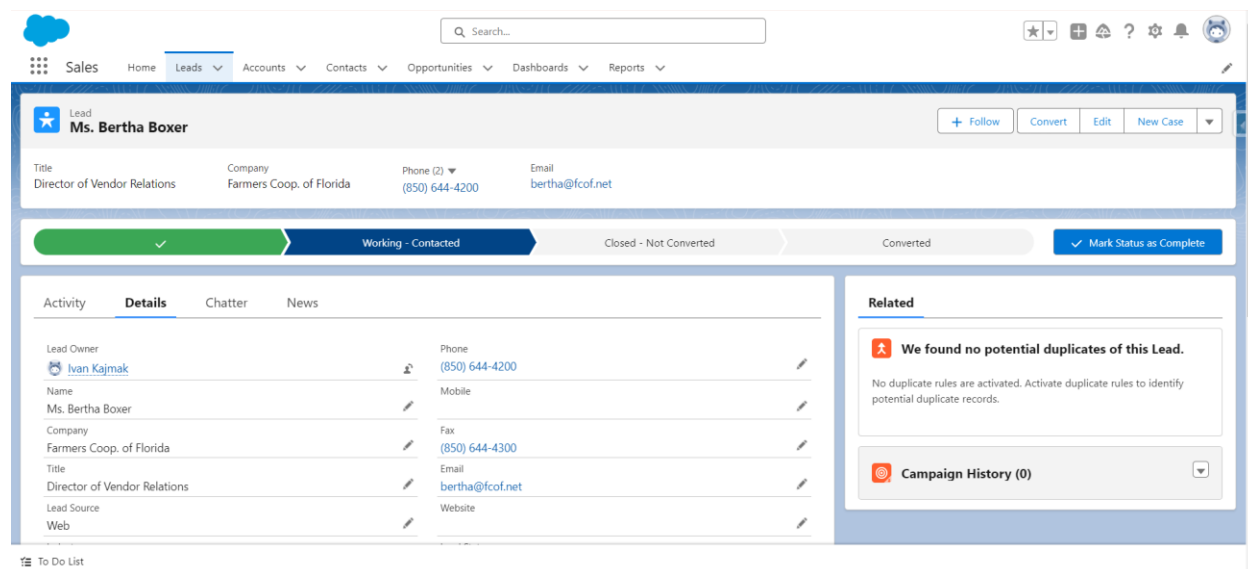 Search...
Sales Home Leads Accounts Contacts Opportunities Dashboards Reports
Lead
Ms. Bertha Boxer
+ Follow Convert Edit New Case
Title Company Phone (2) Email
Director of Vendor Relations Farmers Coop. of Florida (850) 644-4200 bertha@fcof.net
Working - Contacted Closed - Not Converted Converted Mark Status as Complete
Activity Details Chatter News
Lead Owner
Ivan Kajmak
Name
Ms. Bertha Boxer
Company
Farmers Coop. of Florida
Title
Director of Vendor Relations
Lead Source
Web
Phone
(850) 644-4200
Mobile
Fax
(850) 644-4300
Email
bertha@fcof.net
Website
Related
We found no potential duplicates of this Lead.
No duplicate rules are activated. Activate duplicate rules to identify
potential duplicate records.
Campaign History (0)
To Do List